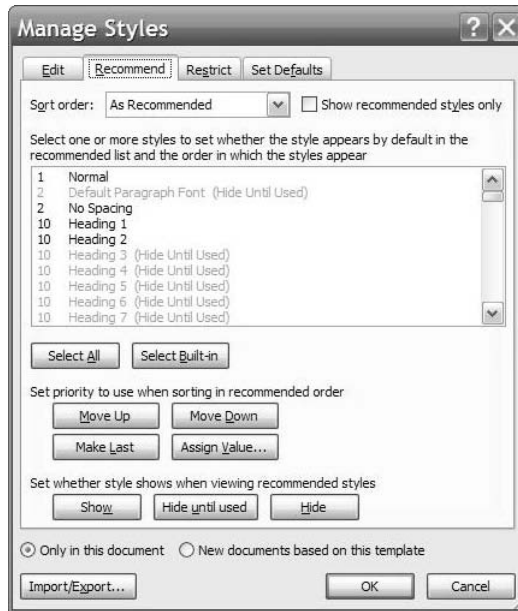 Manage Styles
Edit Recommend Restrict Set Defaults
Sort order: As Recommended Show recommended styles only
Select one or more styles to set whether the style appears by default in the
recommended list and the order in which the styles appear
1 Normal
2 Default Paragraph Font (Hide Until Used)
2 No Spacing
10 Heading 1
10 Heading 2
10 Heading 3 (Hide Until Used)
10 Heading 4 (Hide Until Used)
10 Heading 5 (Hide Until Used)
10 Heading 6 (Hide Until Used)
10 Heading 7 (Hide Until Used)
Select All Select Built-in
Set priority to use when sorting in recommended order
Move Up Move Down
Make Last Assign Value...
Set whether style shows when viewing recommended styles
Show Hide until used Hide
Only in this document New documents based on this template
Import/Export... OK Cancel